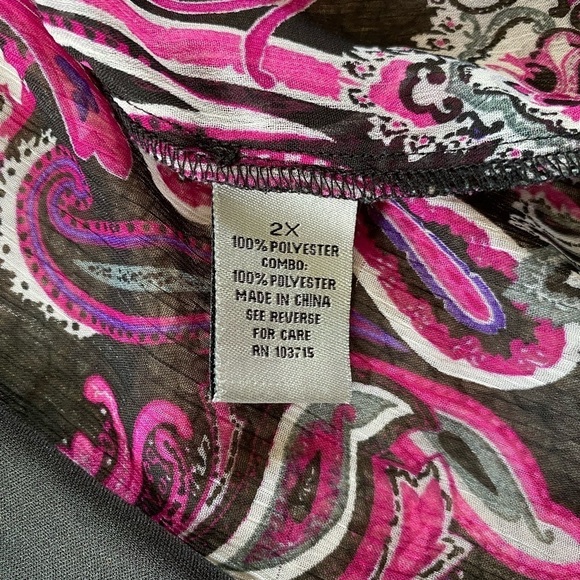 2X
100% POLYESTER
COMBO:
100% POLYESTER
MADE IN CHINA
SEE REVERSE
FOR CARE
RN 103715